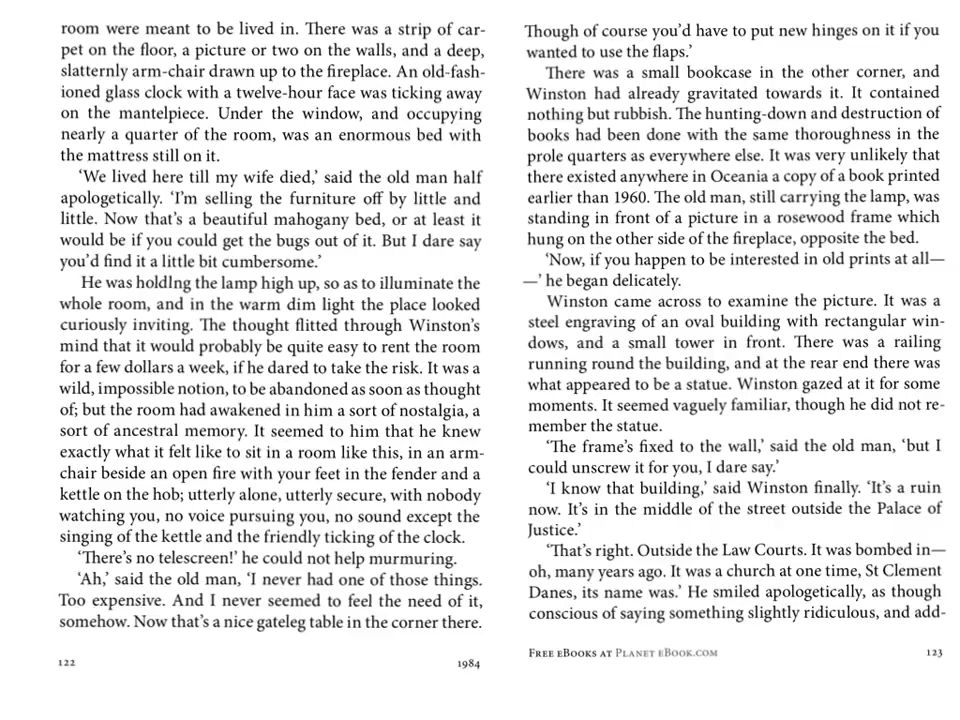 room were meant to be lived in. There was a strip of car-
pet on the floor, a picture or two on the walls, and a deep,
slatternly arm-chair drawn up to the fireplace. An old-fash-
ioned glass clock with a twelve-hour face was ticking away
on the mantelpiece. Under the window, and occupying
nearly a quarter of the room, was an enormous bed with
the mattress still on it.
‘We lived here till my wife died,’ said the old man half
apologetically. ‘I’m selling the furniture off by little and
little. Now that’s a beautiful mahogany bed, or at least it
would be if you could get the bugs out of it. But I dare say
you’d find it a little bit cumbersome.’
He was holdlng the lamp high up, so as to illuminate the
whole room, and in the warm dim light the place looked
curiously inviting. The thought flitted through Winston’s
mind that it would probably be quite easy to rent the room
for a few dollars a week, if he dared to take the risk. It was a
wild, impossible notion, to be abandoned as soon as thought
of; but the room had awakened in him a sort of nostalgia, a
sort of ancestral memory. It seemed to him that he knew
exactly what it felt like to sit in a room like this, in an arm-
chair beside an open fire with your feet in the fender and a
kettle on the hob; utterly alone, utterly secure, with nobody
watching you, no voice pursuing you, no sound except the
singing of the kettle and the friendly ticking of the clock.
‘There’s no telescreen!’ he could not help murmuring.
‘Ah,’ said the old man, ‘I never had one of those things.
Too expensive. And I never seemed to feel the need of it,
somehow. Now that’s a nice gateleg table in the corner there.
122
1984
Though of course you’d have to put new hinges on it if you
wanted to use the flaps.’
There was a small bookcase in the other corner, and
Winston had already gravitated towards it. It contained
nothing but rubbish. The hunting-down and destruction of
books had been done with the same thoroughness in the
prole quarters as everywhere else. It was very unlikely that
there existed anywhere in Oceania a copy of a book printed
earlier than 1960. The old man, still carrying the lamp, was
standing in front of a picture in a rosewood frame which
hung on the other side of the fireplace, opposite the bed.
‘Now, if you happen to be interested in old prints at all—
—’ he began delicately.
Winston came across to examine the picture. It was a
steel engraving of an oval building with rectangular win-
dows, and a small tower in front. There was a railing
running round the building, and at the rear end there was
what appeared to be a statue. Winston gazed at it for some
moments. It seemed vaguely familiar, though he did not re-
member the statue.
‘The frame’s fixed to the wall,’ said the old man, ‘but I
could unscrew it for you, I dare say.’
‘I know that building,’ said Winston finally. ‘It’s a ruin
now. It’s in the middle of the street outside the Palace of
Justice.’
‘That’s right. Outside the Law Courts. It was bombed in—
oh, many years ago. It was a church at one time, St Clement
Danes, its name was.’ He smiled apologetically, as though
conscious of saying something slightly ridiculous, and add-
Free eBooks at Planet eBook.com
123